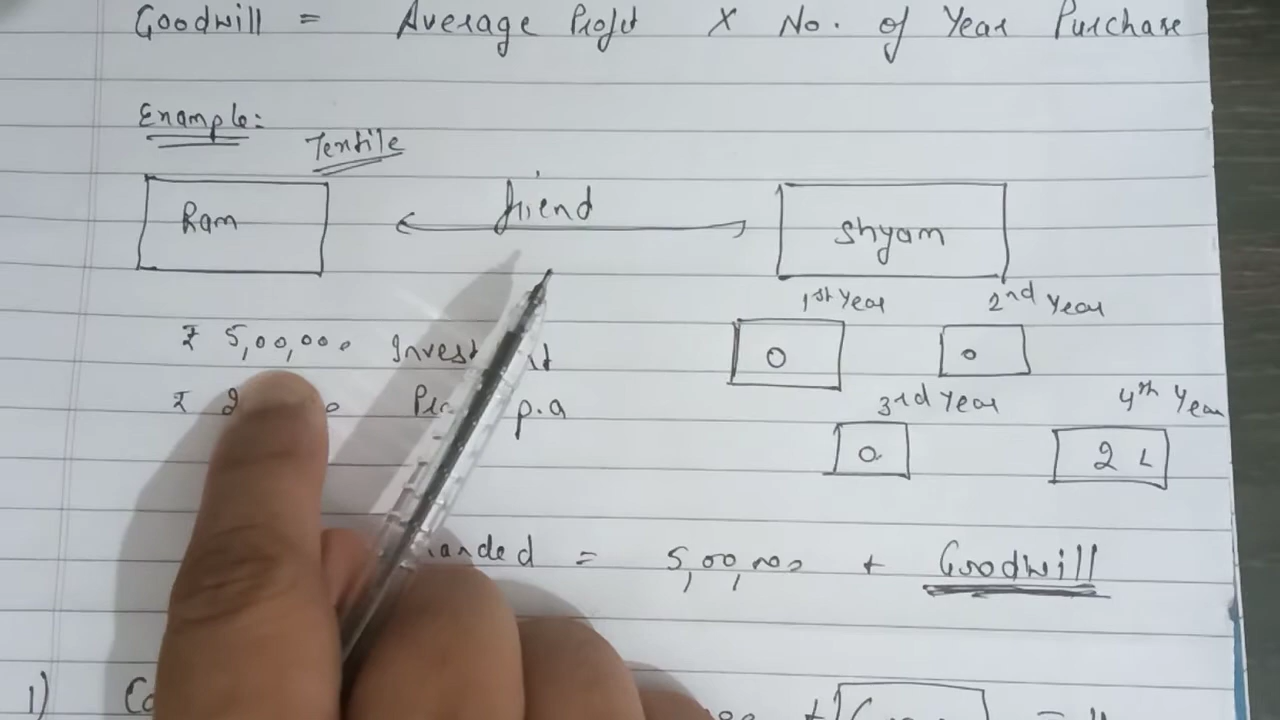 Goodwill = Average Profit X No. of Year Purchase
Example:
Textile
Ram friend Shyam
1st Year 2nd Year
0 0
₹ 5,00,000
₹ p.a
3rd Year 4th Year
0 2 L
= 5,00,000 + Goodwill
1)